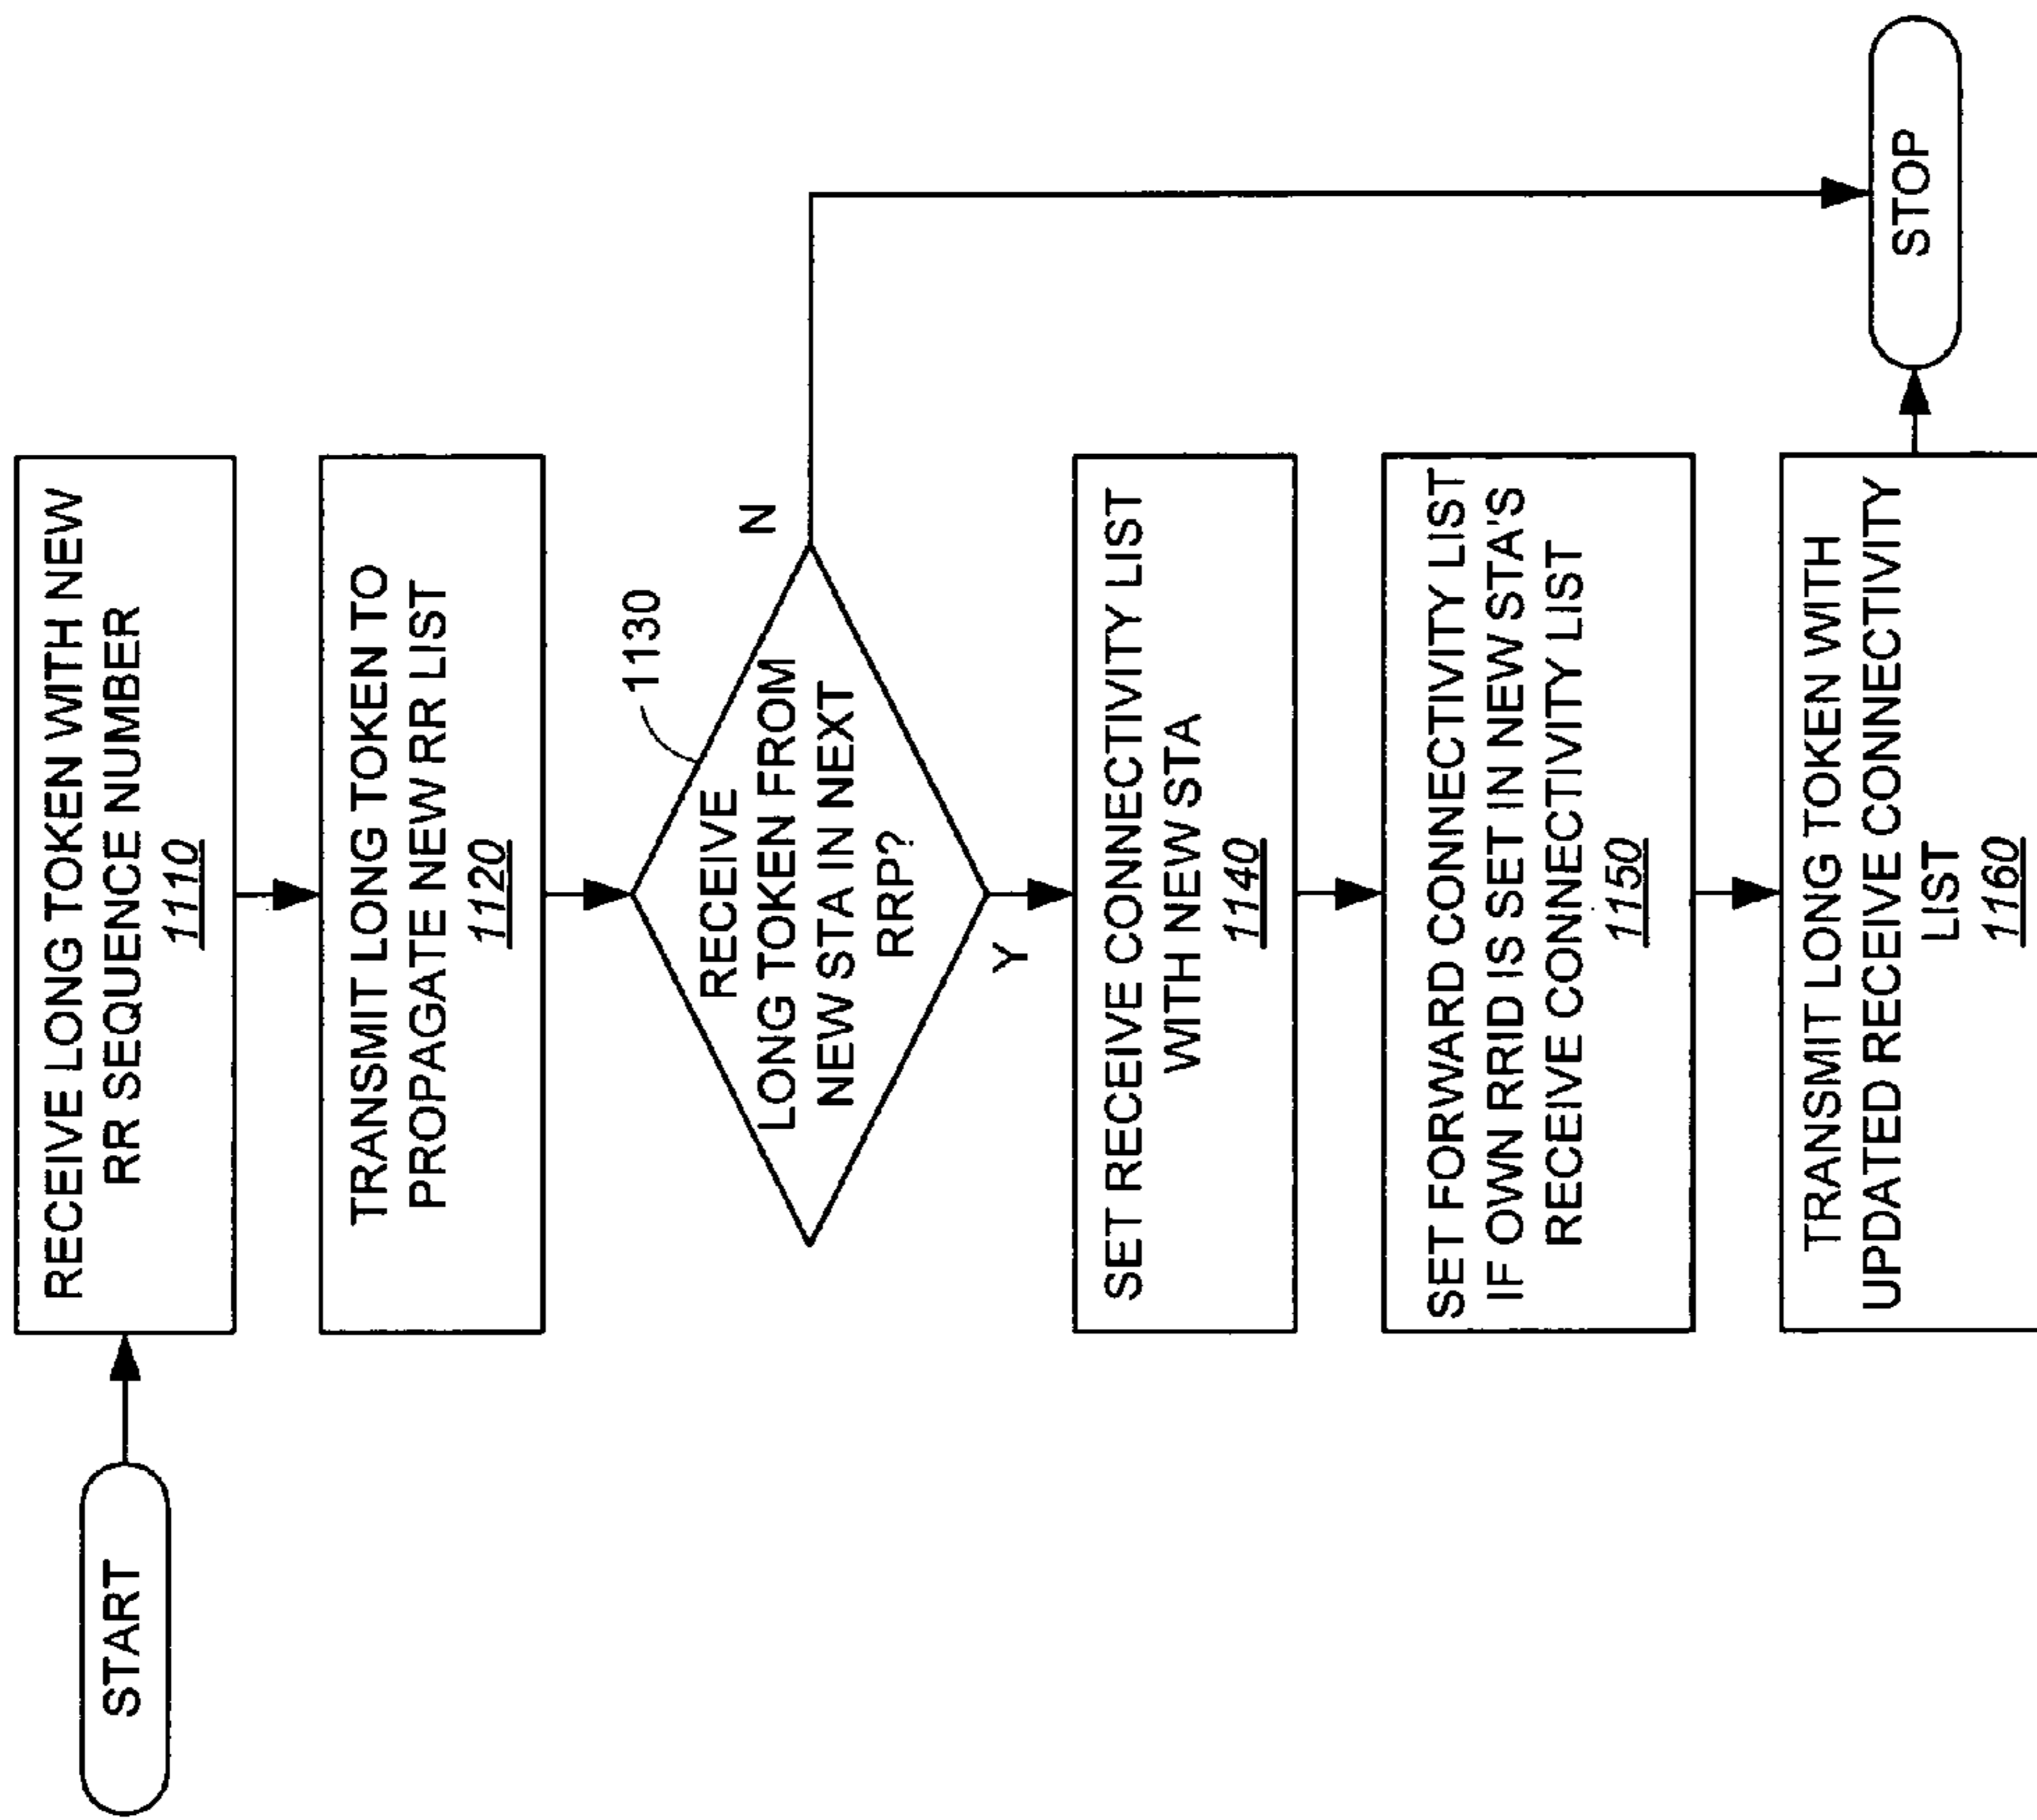 START
RECEIVE LONG TOKEN WITH NEW
RR SEQUENCE NUMBER
1110
TRANSMIT LONG TOKEN TO
PROPAGATE NEW RR LIST
1120
1130
RECEIVE
LONG TOKEN FROM
NEW STA IN NEXT
RRP?
N
Y
SET RECEIVE CONNECTIVITY LIST
WITH NEW STA
1140
SET FORWARD CONNECTIVITY LIST
IF OWN RRID IS SET IN NEW STA'S
RECEIVE CONNECTIVITY LIST
1150
TRANSMIT LONG TOKEN WITH
UPDATED RECEIVE CONNECTIVITY
LIST
1160
STOP